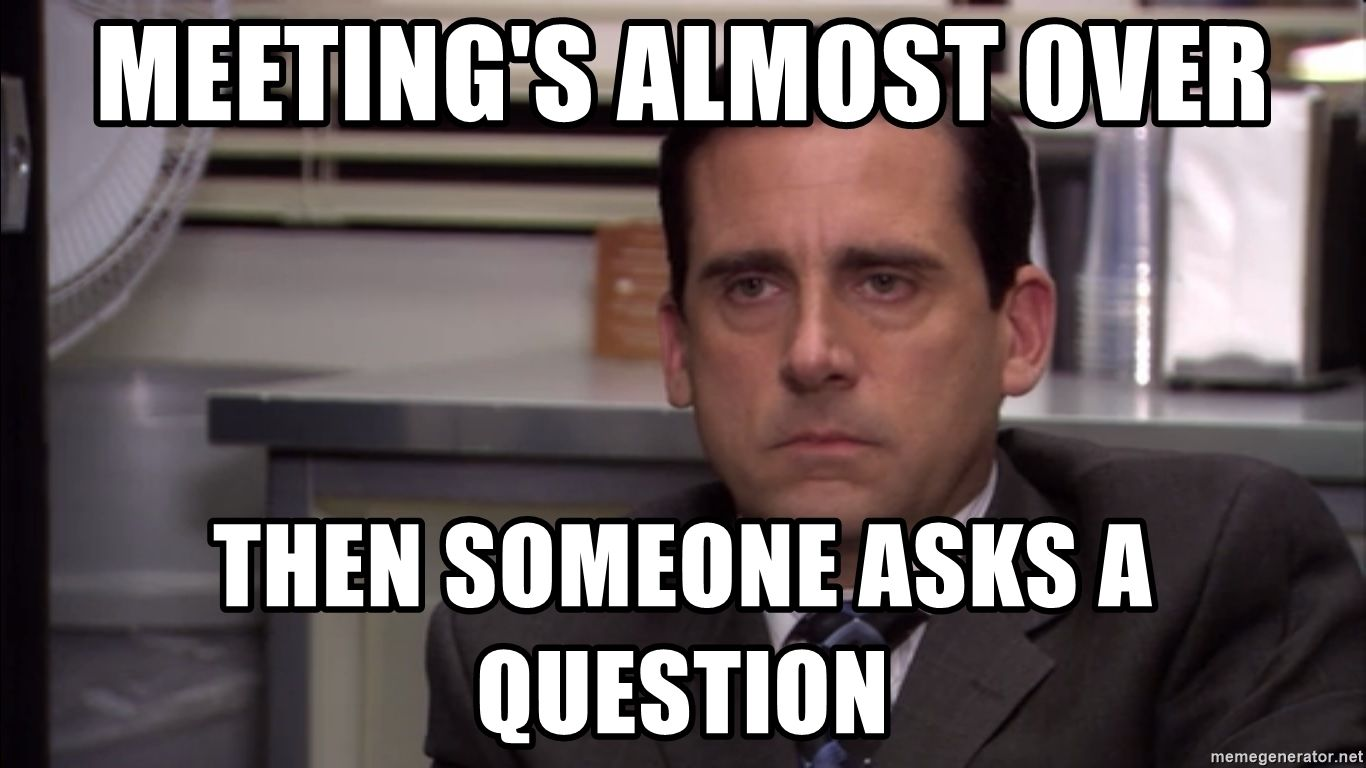 MEETING'S ALMOST OVER
THEN SOMEONE ASKS A
QUESTION
memegenerator.net